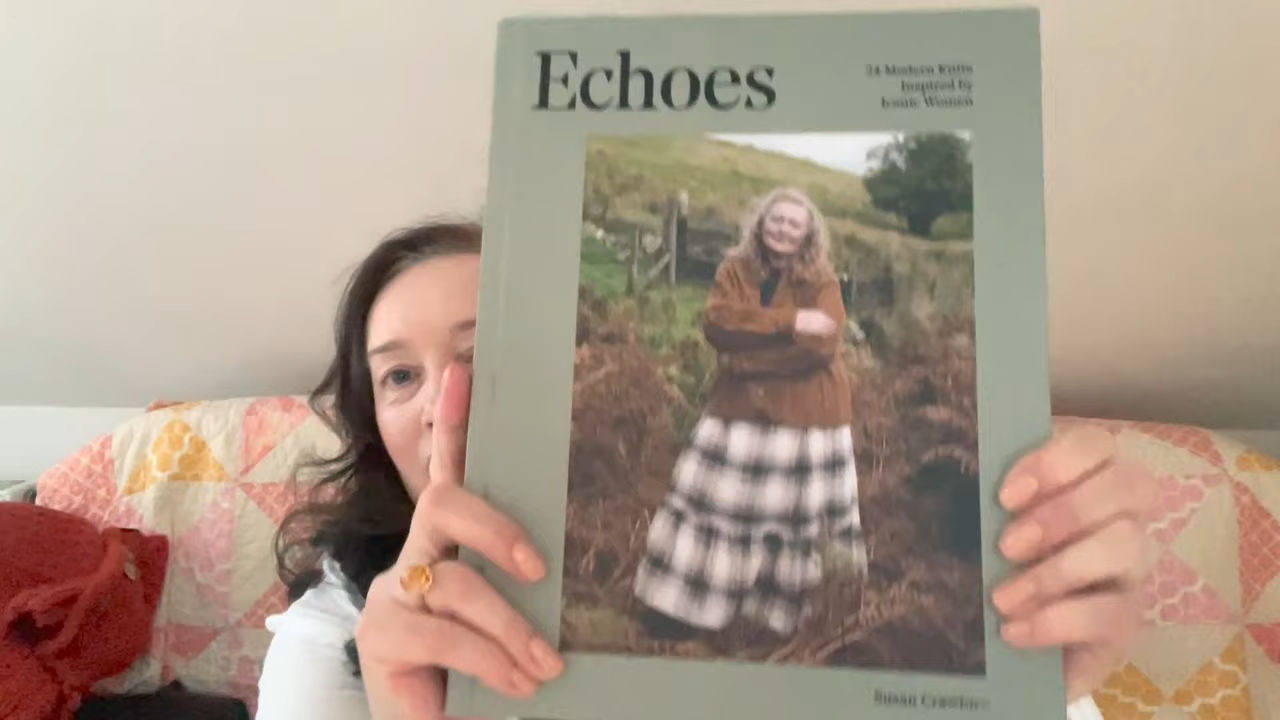 Echoes
24 Modern Knits
Inspired by
Iconic Women
Susan Crawford